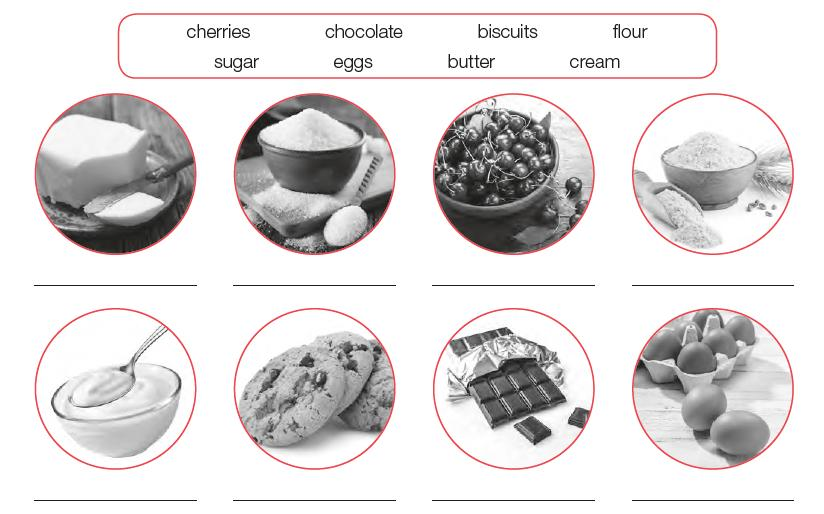 cherries chocolate biscuits flour
sugar eggs butter cream